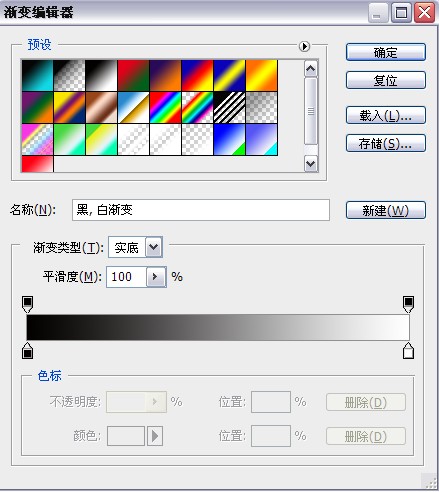 渐变编辑器
预设
确定
复位
载入(L)...
存储(S)...
名称(N): 黑, 白渐变 新建(W)
渐变类型(T): 实底
平滑度(M): 100 %
色标
不透明度: % 位置: % 删除(D)
颜色: 位置: % 删除(D)